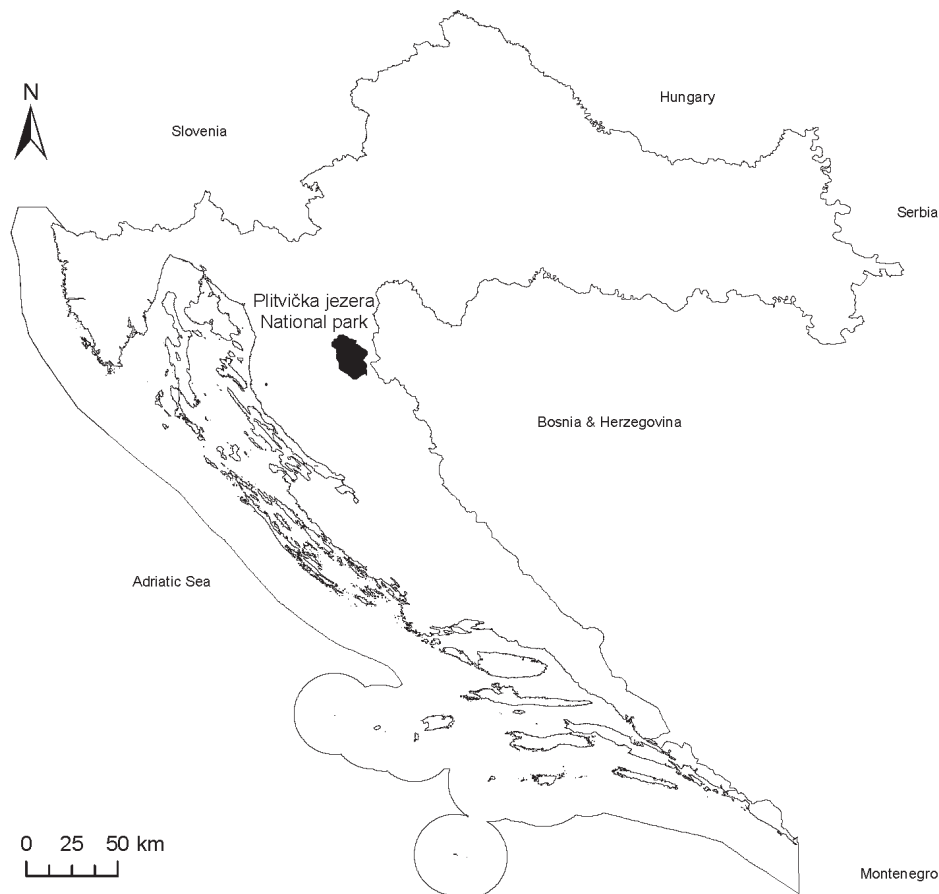 N
Hungary
Slovenia
Serbia
Plitvička jezera
National park
Bosnia & Herzegovina
Adriatic Sea
0 25 50 km
Montenegro